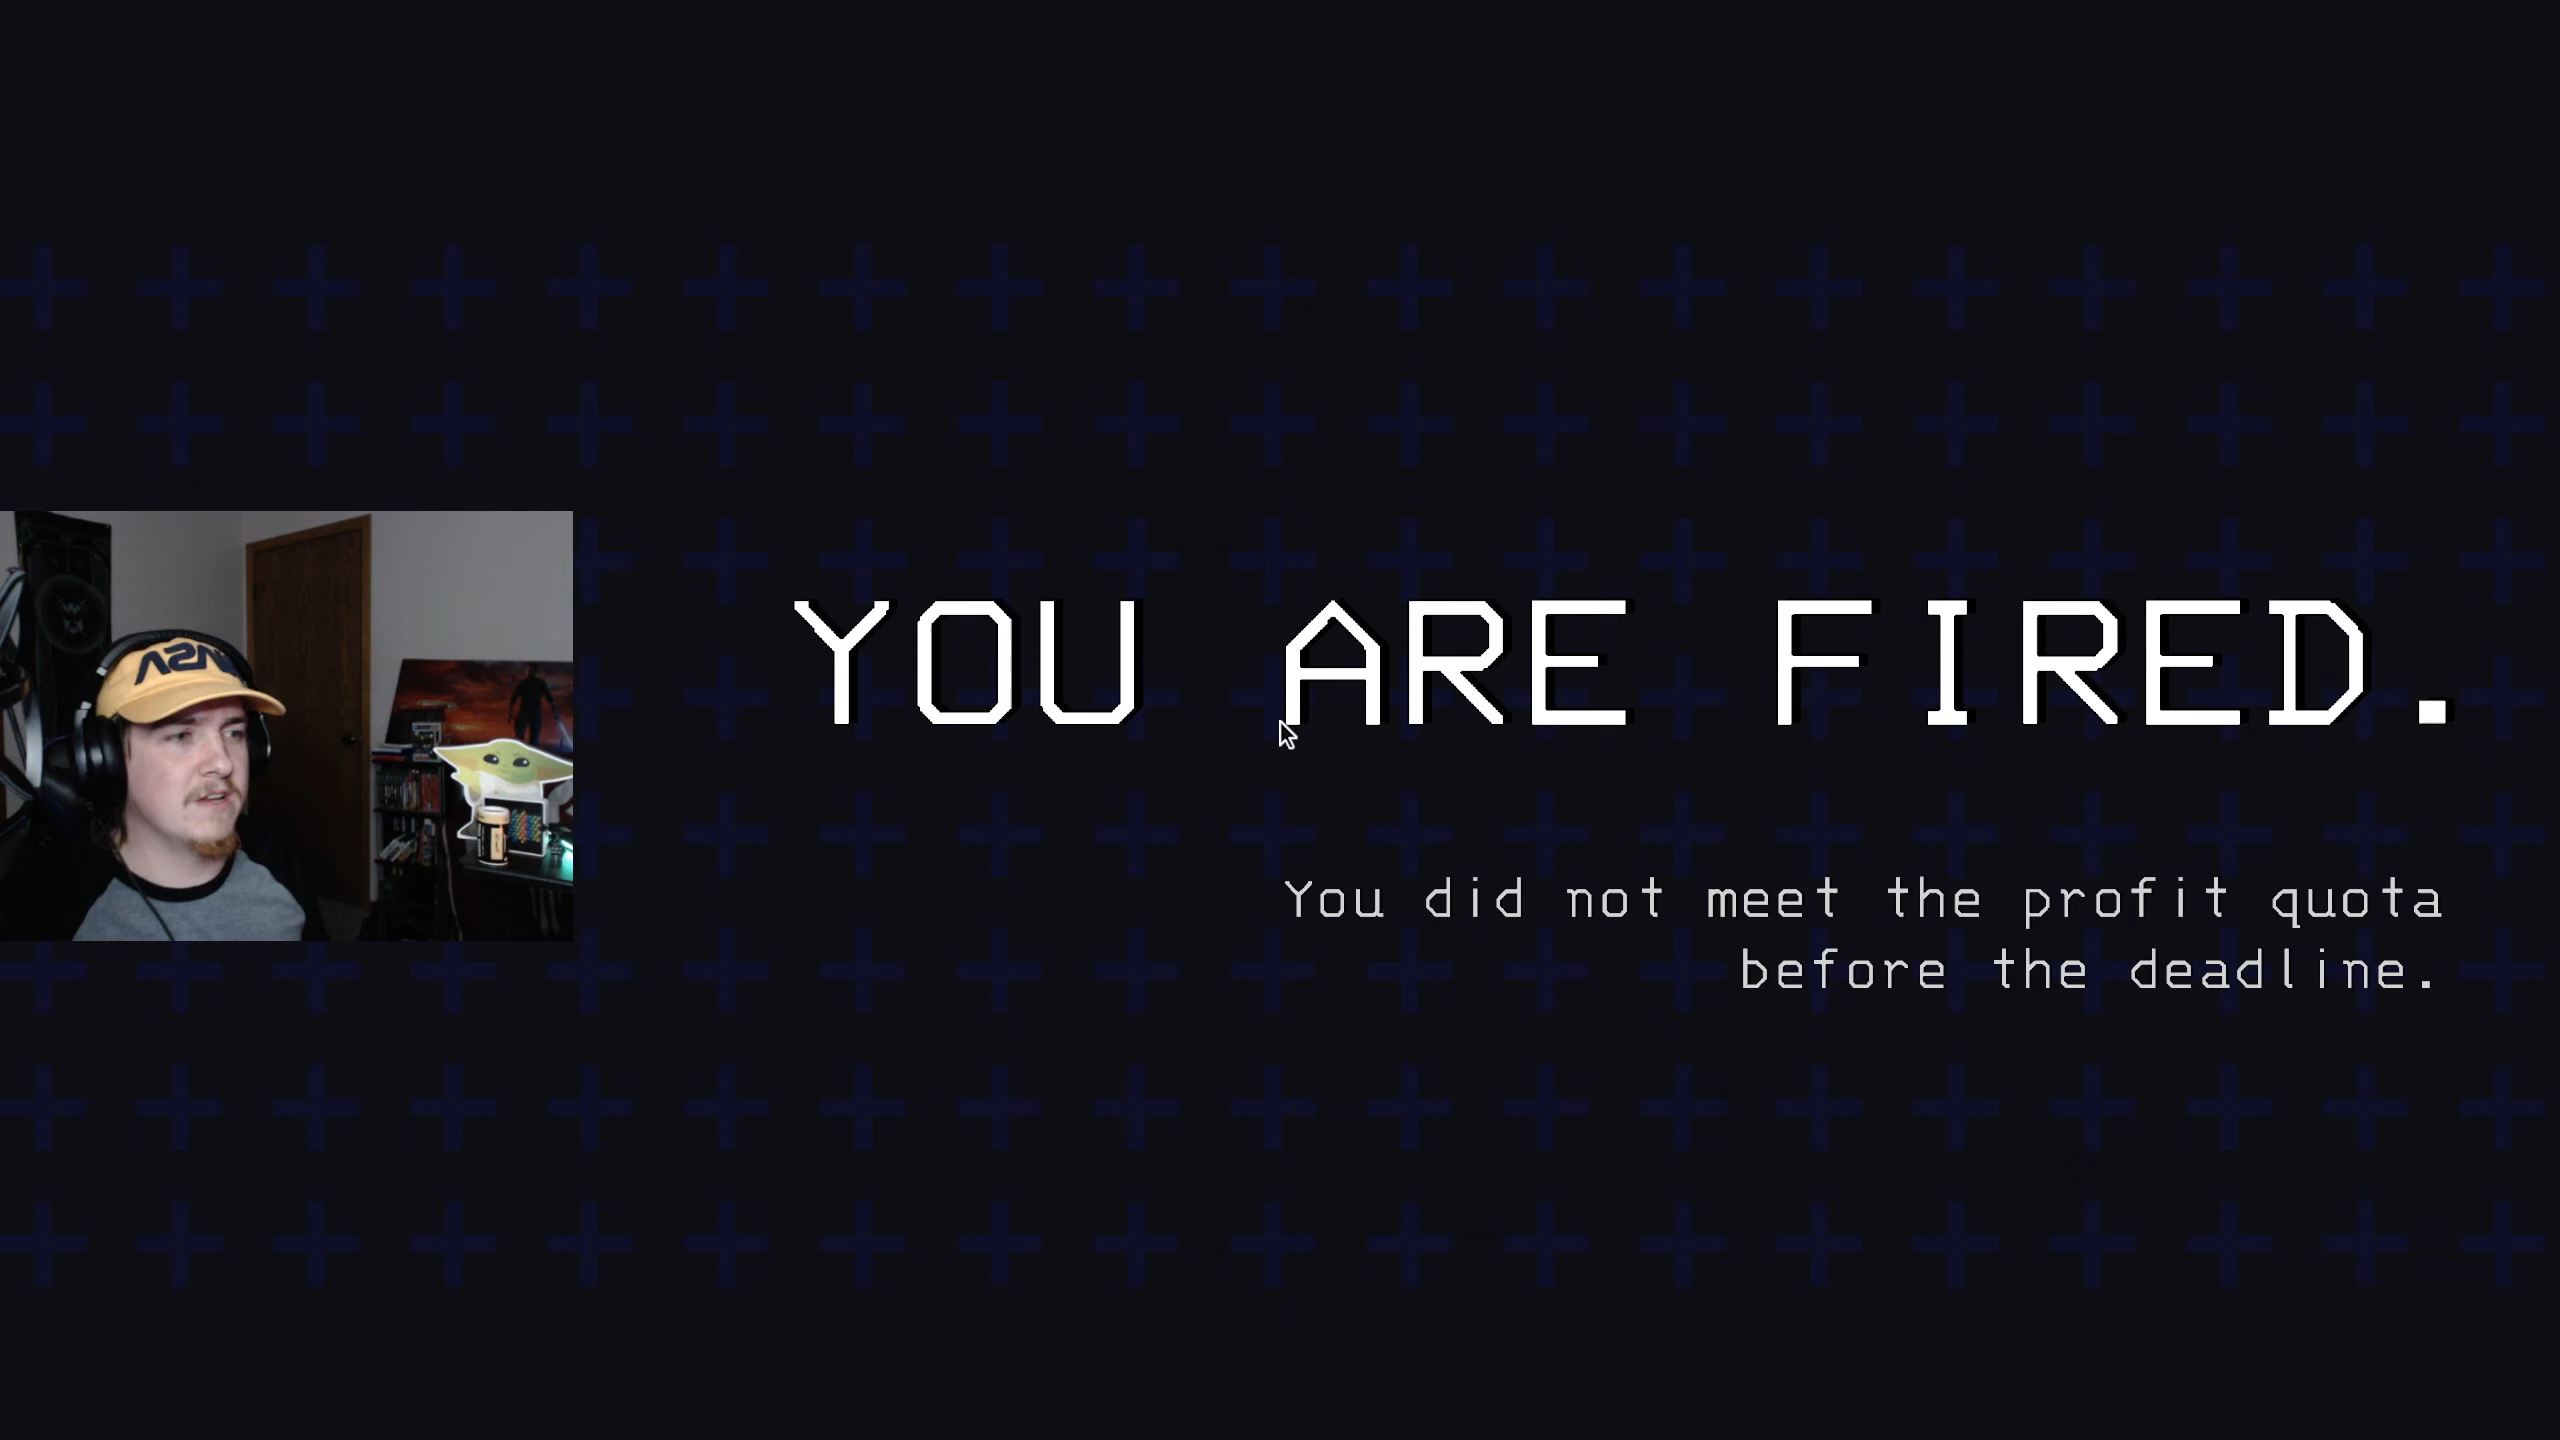 YOU ARE FIRED.
You did not meet the profit quota
before the deadline.